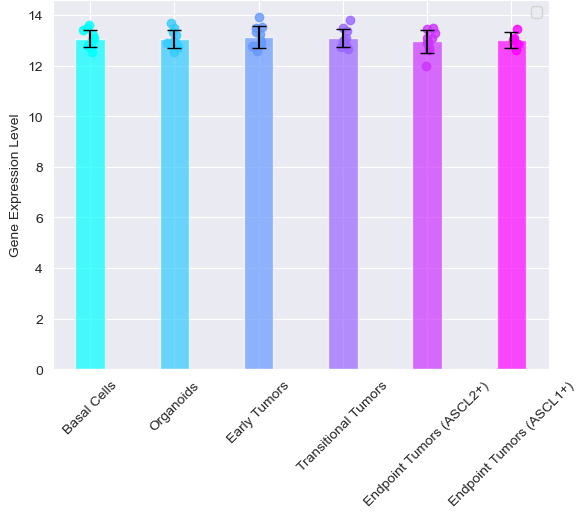 14
12
10
8
6
4
2
0
Gene Expression Level
Basal Cells
Organoids
Early Tumors
Transitional Tumors
Endpoint Tumors (ASCL2+)
Endpoint Tumors (ASCL1+)